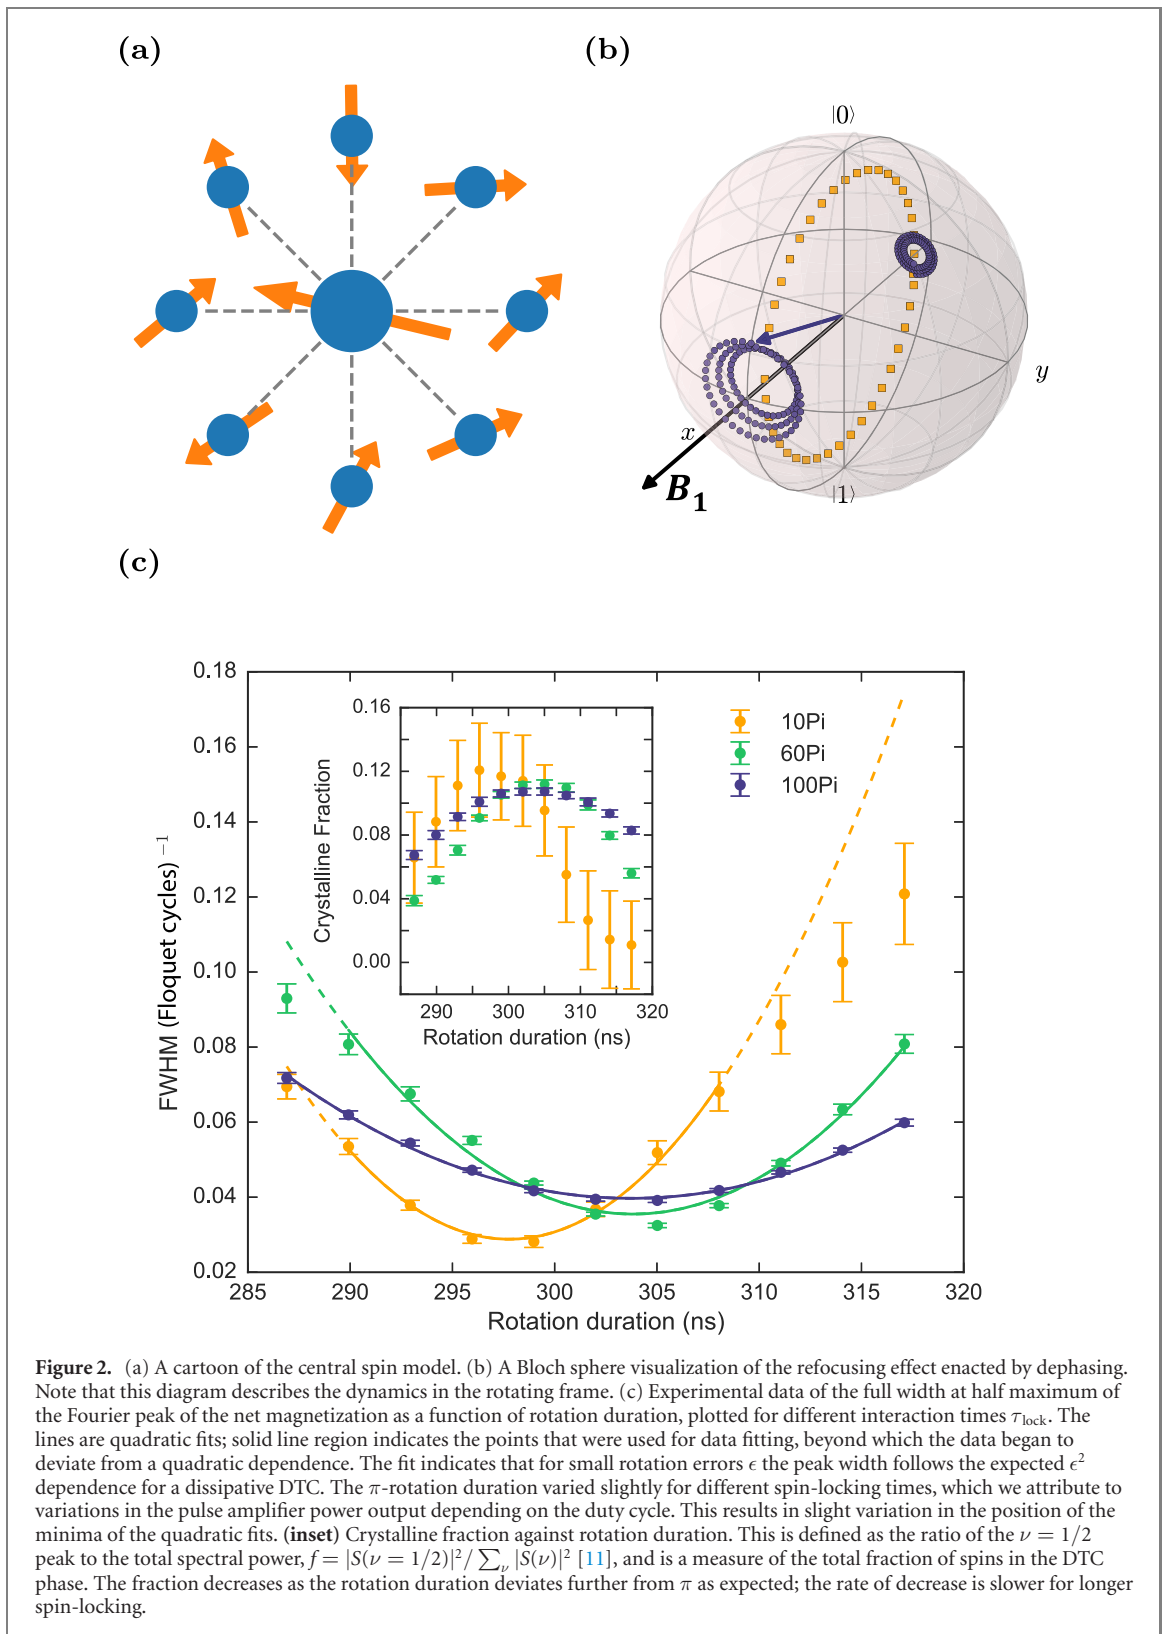 (a)
(b)
|0⟩
y
x
B₁
|1⟩
(c)
0.18
0.16
0.14
0.12
0.10
0.08
0.06
0.04
0.02
FWHM (Floquet cycles)⁻¹
285 290 295 300 305 310 315 320
Rotation duration (ns)
0.16
0.12
0.08
0.04
0.00
Crystalline Fraction
290 300 310 320
Rotation duration (ns)
10Pi
60Pi
100Pi
Figure 2. (a) A cartoon of the central spin model. (b) A Bloch sphere visualization of the refocusing effect enacted by dephasing.
Note that this diagram describes the dynamics in the rotating frame. (c) Experimental data of the full width at half maximum of
the Fourier peak of the net magnetization as a function of rotation duration, plotted for different interaction times τlock. The
lines are quadratic fits; solid line region indicates the points that were used for data fitting, beyond which the data began to
deviate from a quadratic dependence. The fit indicates that for small rotation errors ϵ the peak width follows the expected ϵ²
dependence for a dissipative DTC. The π-rotation duration varied slightly for different spin-locking times, which we attribute to
variations in the pulse amplifier power output depending on the duty cycle. This results in slight variation in the position of the
minima of the quadratic fits. (inset) Crystalline fraction against rotation duration. This is defined as the ratio of the ν = 1/2
peak to the total spectral power, f = |S(ν = 1/2)|²/∑ν |S(ν)|² [11], and is a measure of the total fraction of spins in the DTC
phase. The fraction decreases as the rotation duration deviates further from π as expected; the rate of decrease is slower for longer
spin-locking.